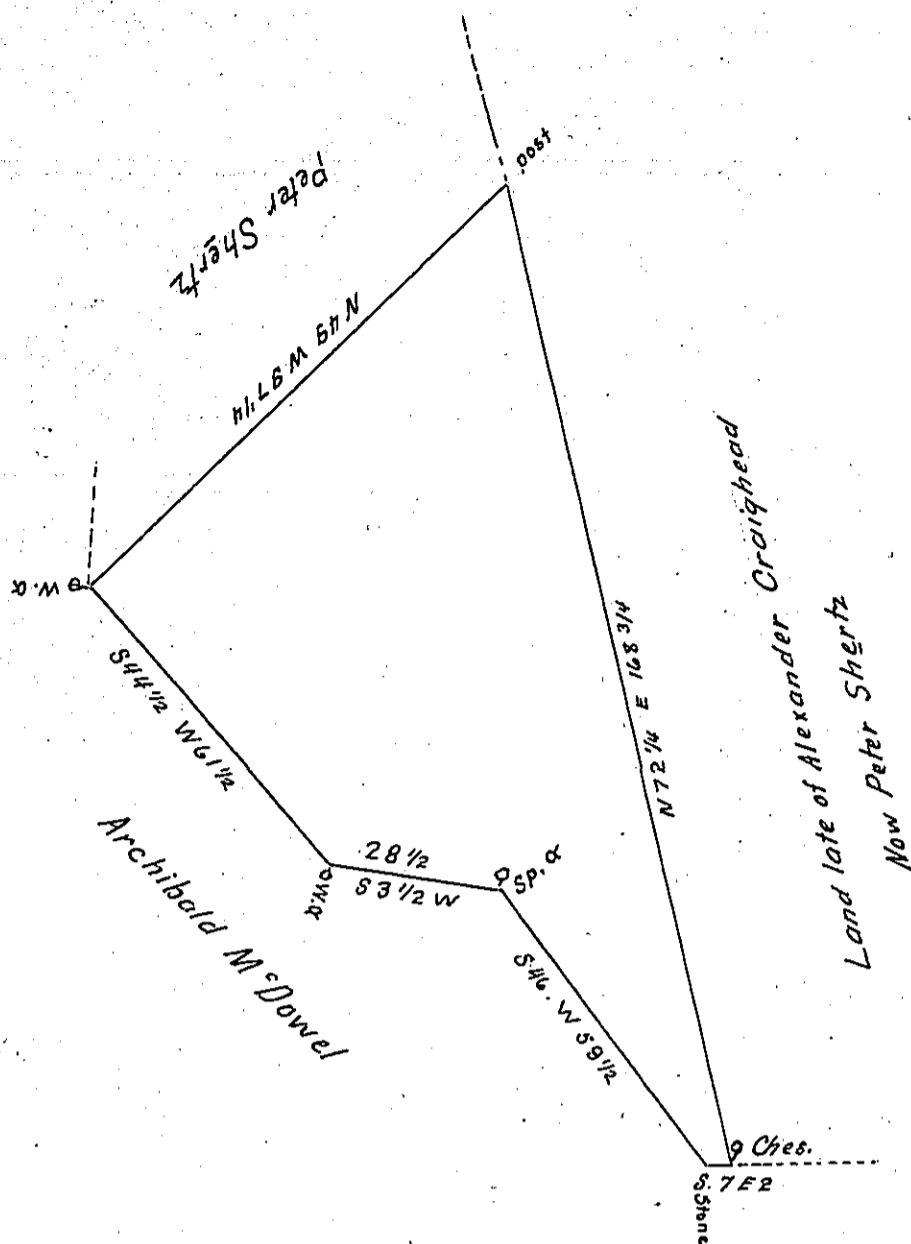 post
Peter Shertz
N 49 W 97 1/4
W. α
S 44 1/2 W 61 1/2
Archibald McDowel
W. α
28 1/2
S 3 1/2 W
Sp. α
S. 46. W 59 1/2
N 72 1/4 E 168 3/4
Land late of Alexander Craighead
Now Peter Shertz
Ches.
S. 7 E 2
Stone